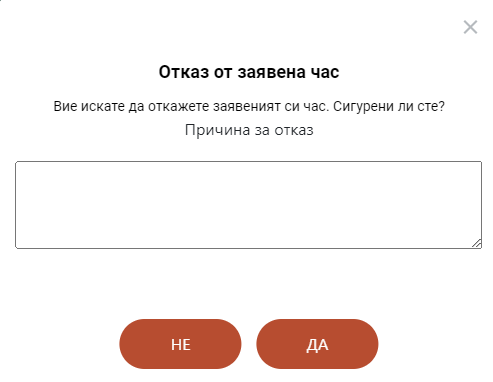 Отказ от заявена час
Вие искате да откажете заявеният си час. Сигурени ли сте?
Причина за отказ
НЕ ДА